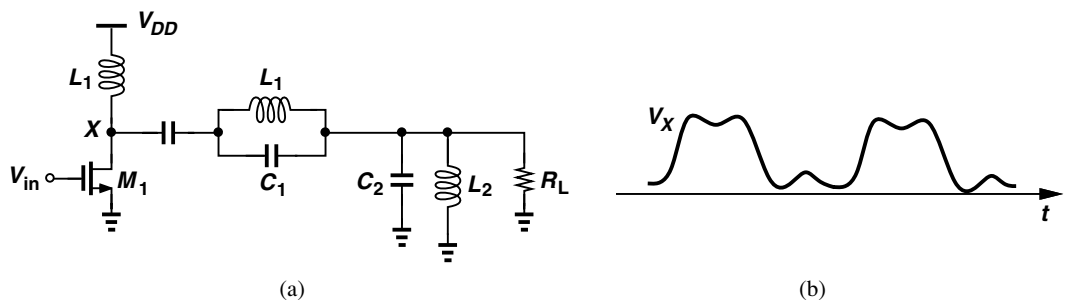 V_DD
L_1
L_1
X
C_1
V_in
M_1
C_2
L_2
R_L
(a)
V_X
t
(b)